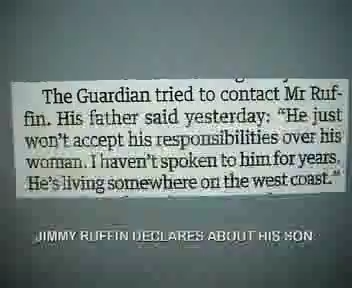 The Guardian tried to contact Mr Ruf-
fin. His father said yesterday: “He just
won’t accept his responsibilities over his
woman. I haven’t spoken to him for years.
He’s living somewhere on the west coast.”
JIMMY RUFFIN DECLARES ABOUT HIS SON